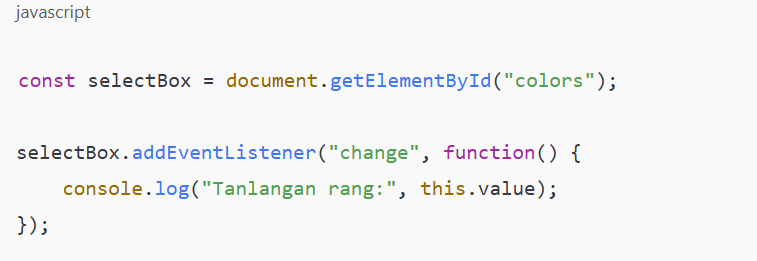 javascript
const selectBox = document.getElementById("colors");
selectBox.addEventListener("change", function() {
    console.log("Tanlangan rang:", this.value);
});